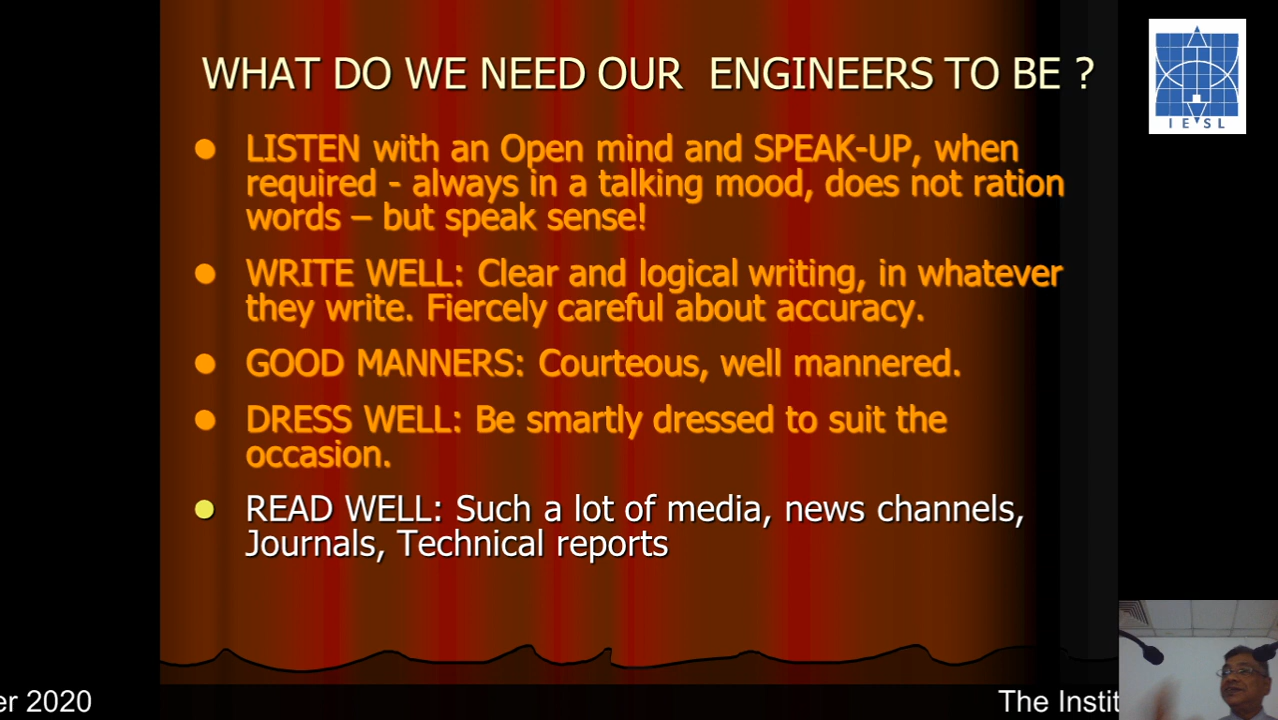 WHAT DO WE NEED OUR ENGINEERS TO BE ?
IESL
LISTEN with an Open mind and SPEAK-UP, when
required - always in a talking mood, does not ration
words – but speak sense!
WRITE WELL: Clear and logical writing, in whatever
they write. Fiercely careful about accuracy.
GOOD MANNERS: Courteous, well mannered.
DRESS WELL: Be smartly dressed to suit the
occasion.
READ WELL: Such a lot of media, news channels,
Journals, Technical reports
er 2020
The Instit